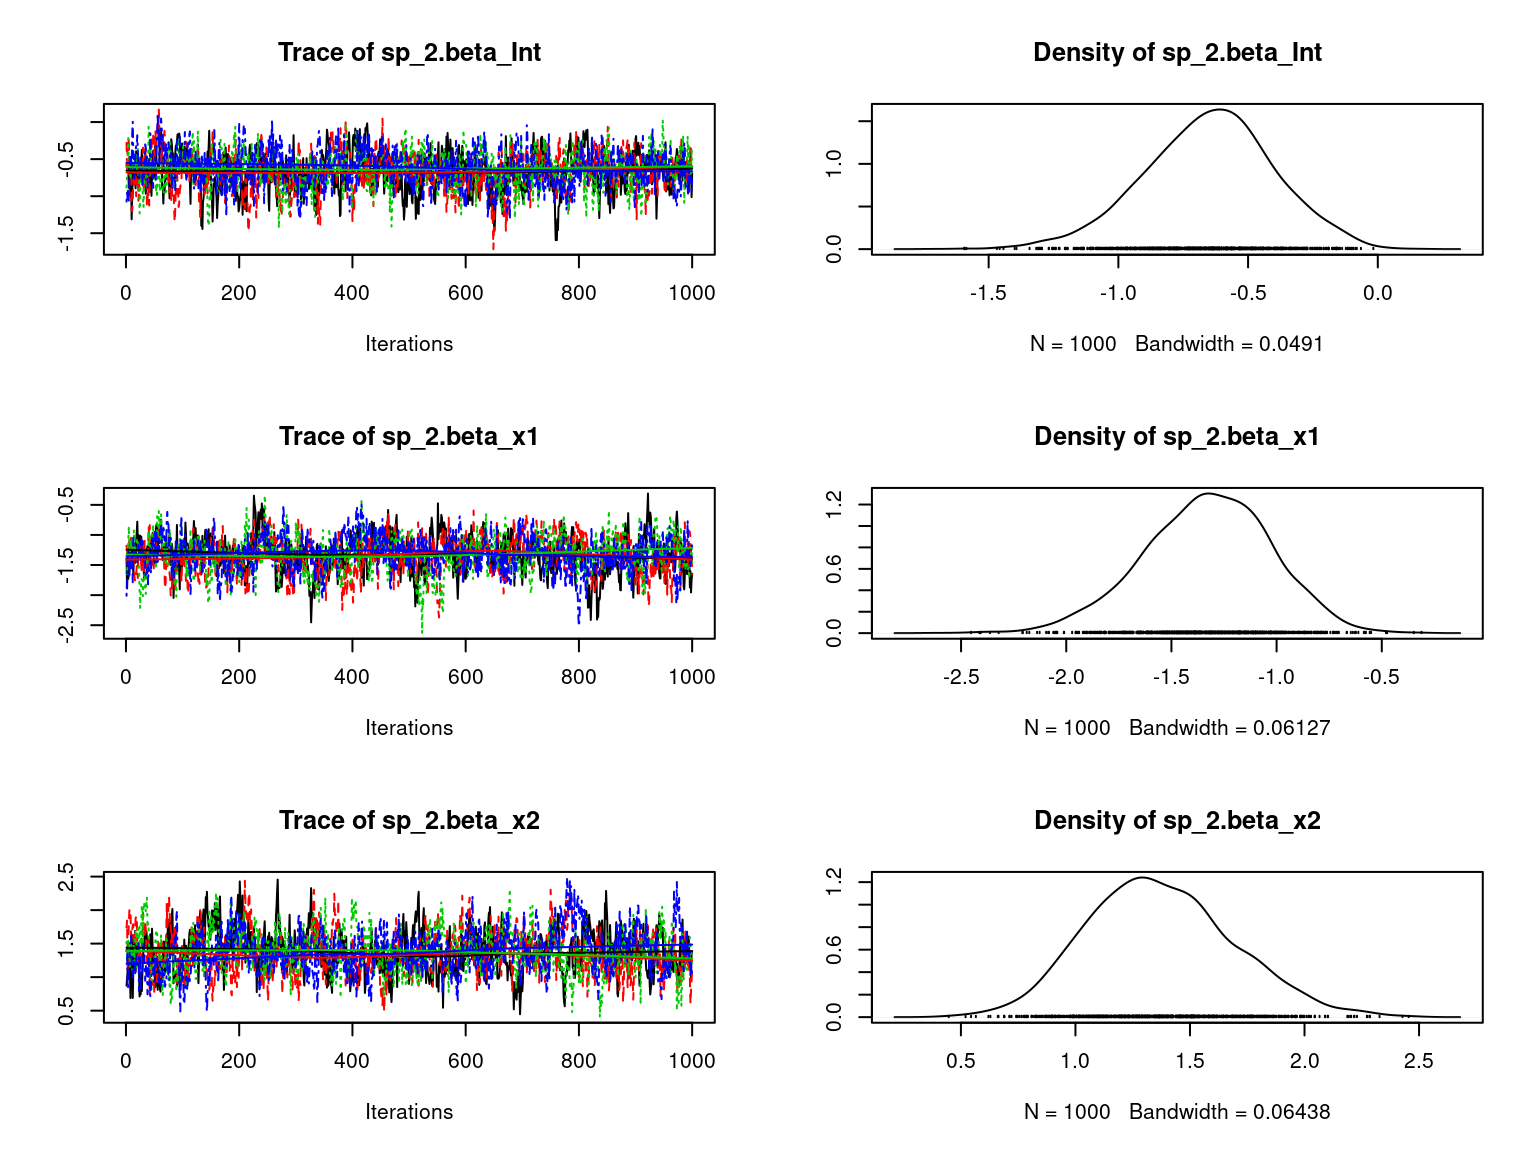 Trace of sp_2.beta_Int
Density of sp_2.beta_Int
-0.5
-1.5
0 200 400 600 800 1000
Iterations
1.0
0.0
-1.5 -1.0 -0.5 0.0
N = 1000 Bandwidth = 0.0491
Trace of sp_2.beta_x1
Density of sp_2.beta_x1
-0.5
-1.5
-2.5
0 200 400 600 800 1000
Iterations
1.2
0.6
0.0
-2.5 -2.0 -1.5 -1.0 -0.5
N = 1000 Bandwidth = 0.06127
Trace of sp_2.beta_x2
Density of sp_2.beta_x2
2.5
1.5
0.5
0 200 400 600 800 1000
Iterations
1.2
0.6
0.0
0.5 1.0 1.5 2.0 2.5
N = 1000 Bandwidth = 0.06438